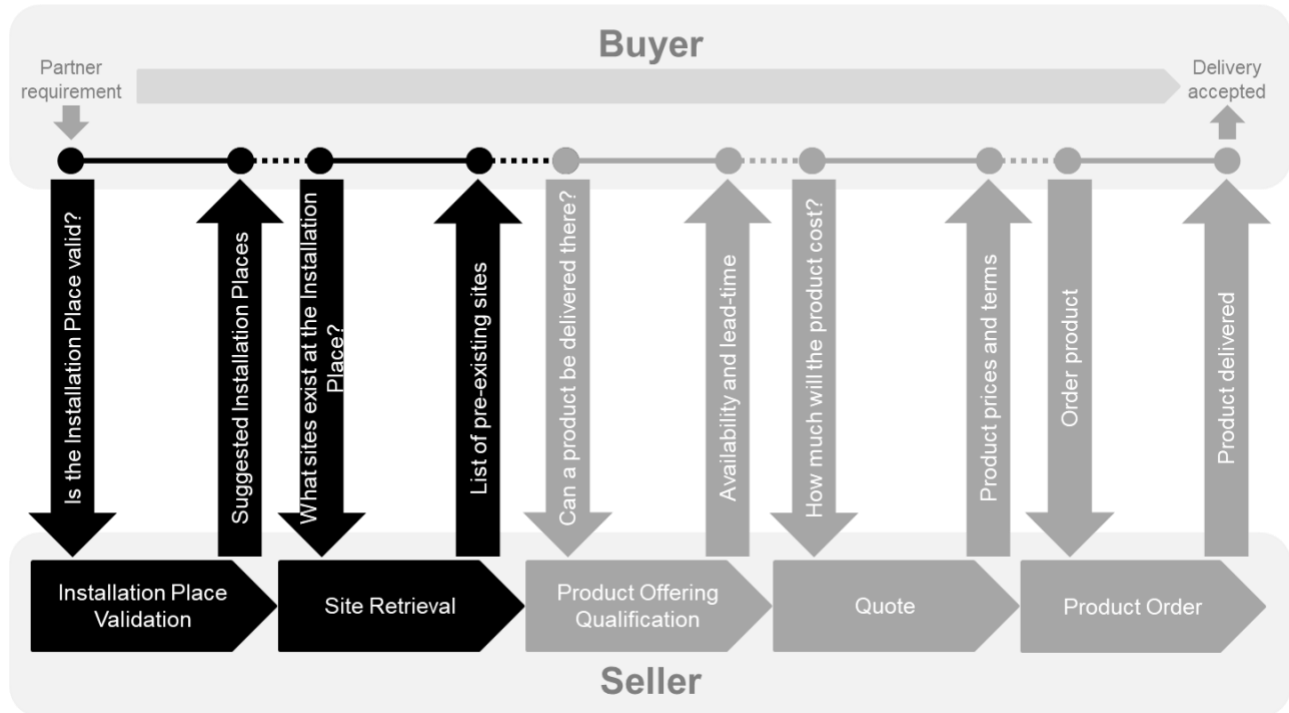 Buyer
Partner
requirement
Delivery
accepted
Is the Installation Place valid?
Suggested Installation Places
What sites exist at the Installation
Place?
List of pre-existing sites
Can a product be delivered there?
Availability and lead-time
How much will the product cost?
Product prices and terms
Order product
Product delivered
Installation Place
Validation
Site Retrieval
Product Offering
Qualification
Quote
Product Order
Seller